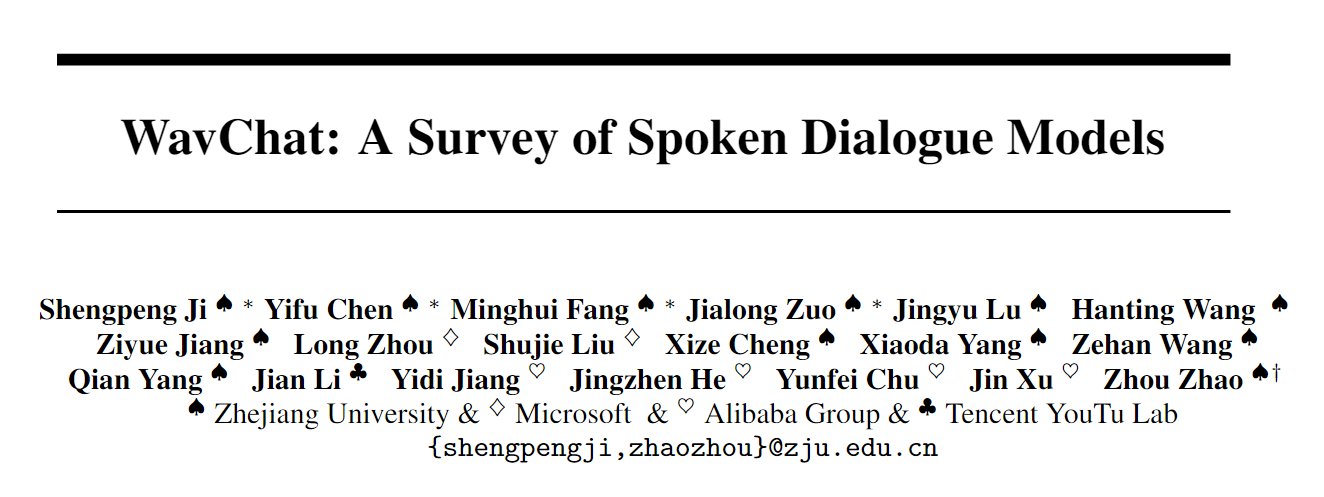 WavChat: A Survey of Spoken Dialogue Models
Shengpeng Ji ♠ * Yifu Chen ♠ * Minghui Fang ♠ * Jialong Zuo ♠ * Jingyu Lu ♠ Hanting Wang ♠
Ziyue Jiang ♠ Long Zhou ♢ Shujie Liu ♢ Xize Cheng ♠ Xiaoda Yang ♠ Zehan Wang ♠
Qian Yang ♠ Jian Li ♣ Yidi Jiang ♡ Jingzhen He ♡ Yunfei Chu ♡ Jin Xu ♡ Zhou Zhao ♠†
♠ Zhejiang University & ♢ Microsoft & ♡ Alibaba Group & ♣ Tencent YouTu Lab
{shengpengji,zhaozhou}@zju.edu.cn